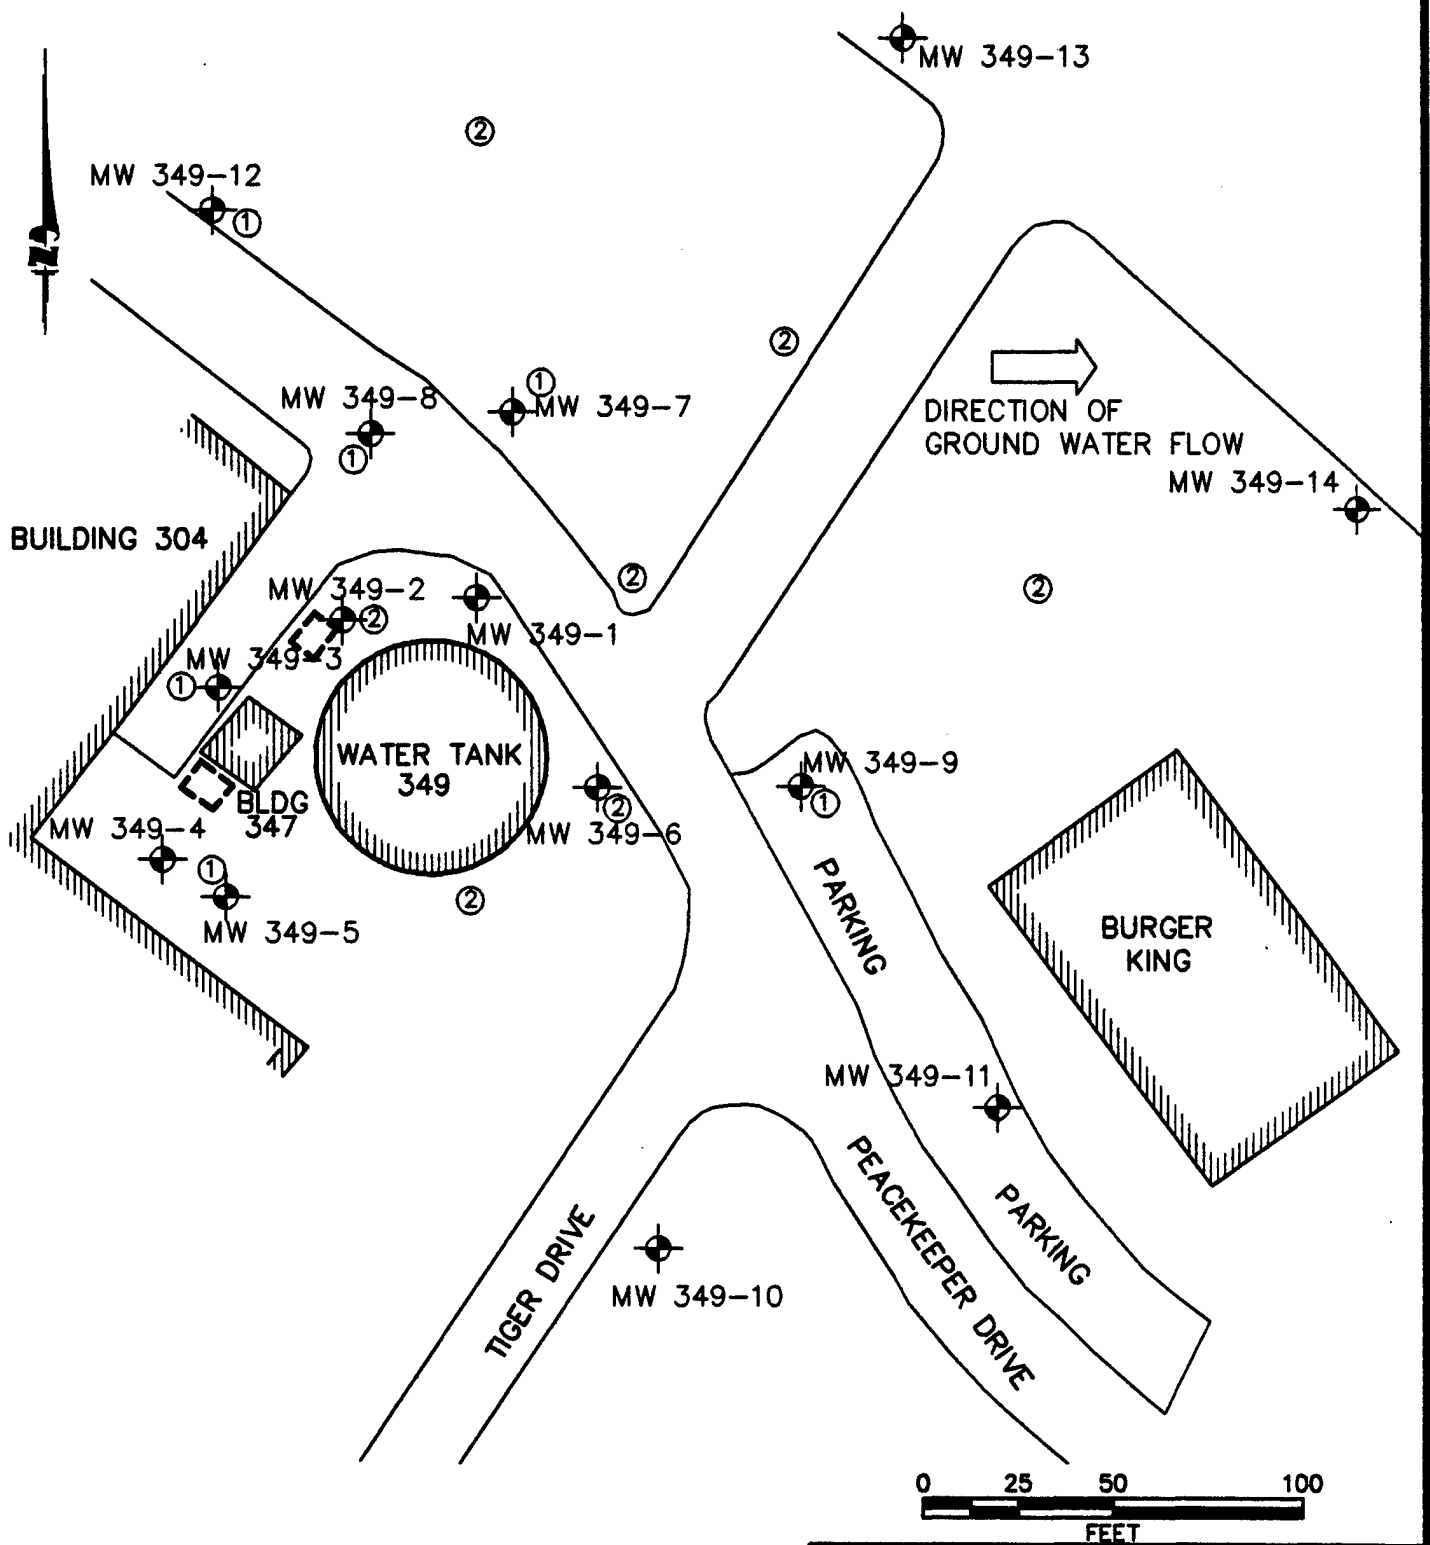 MW 349-13
②
MW 349-12
①
N
②
①
MW 349-8
MW 349-7
①
DIRECTION OF
GROUND WATER FLOW
MW 349-14
BUILDING 304
②
②
MW 349-2
②
MW 349-1
MW 349-3
①
WATER TANK
349
MW 349-9
①
②
BLDG
347
MW 349-4
MW 349-6
①
②
MW 349-5
PARKING
BURGER
KING
MW 349-11
PEACEKEEPER DRIVE
PARKING
TIGER DRIVE
MW 349-10
0 25 50 100
FEET